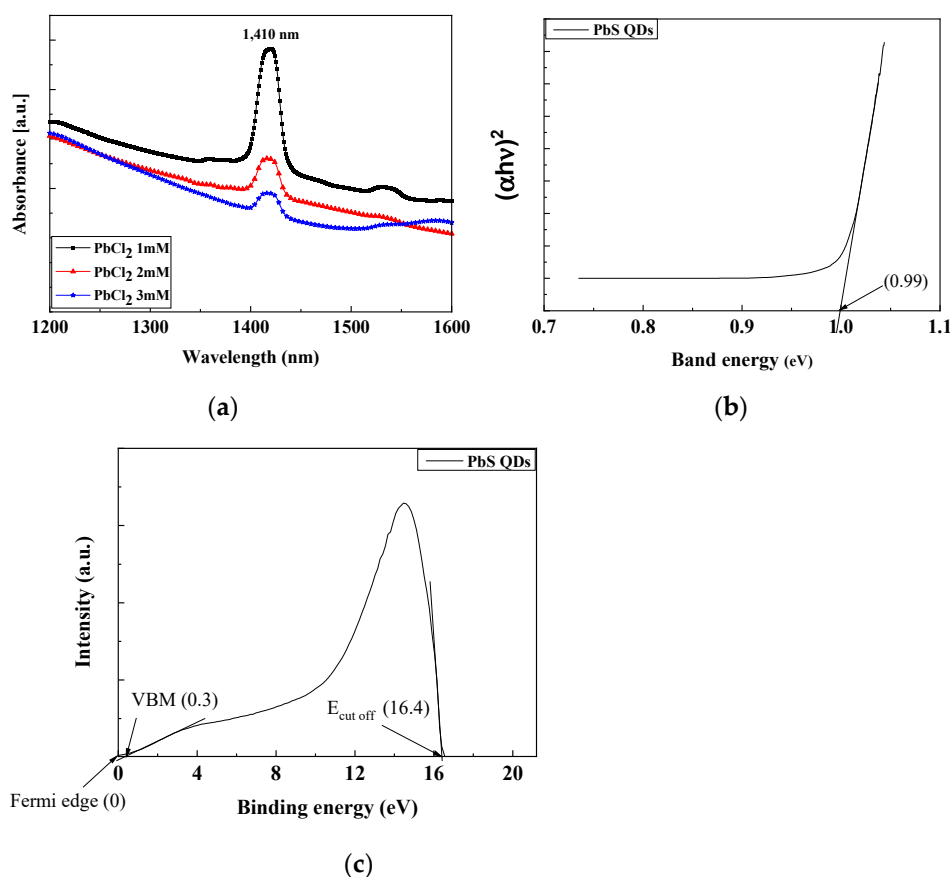 1,410 nm
Absorbance [a.u.]
PbCl2 1mM
PbCl2 2mM
PbCl2 3mM
1200 1300 1400 1500 1600
Wavelength (nm)
(a)
PbS QDs
(αhν)²
(0.99)
0.7 0.8 0.9 1.0 1.1
Band energy (eV)
(b)
PbS QDs
Intensity (a.u.)
VBM (0.3)
Ecut off (16.4)
0 4 8 12 16 20
Fermi edge (0)
Binding energy (eV)
(c)